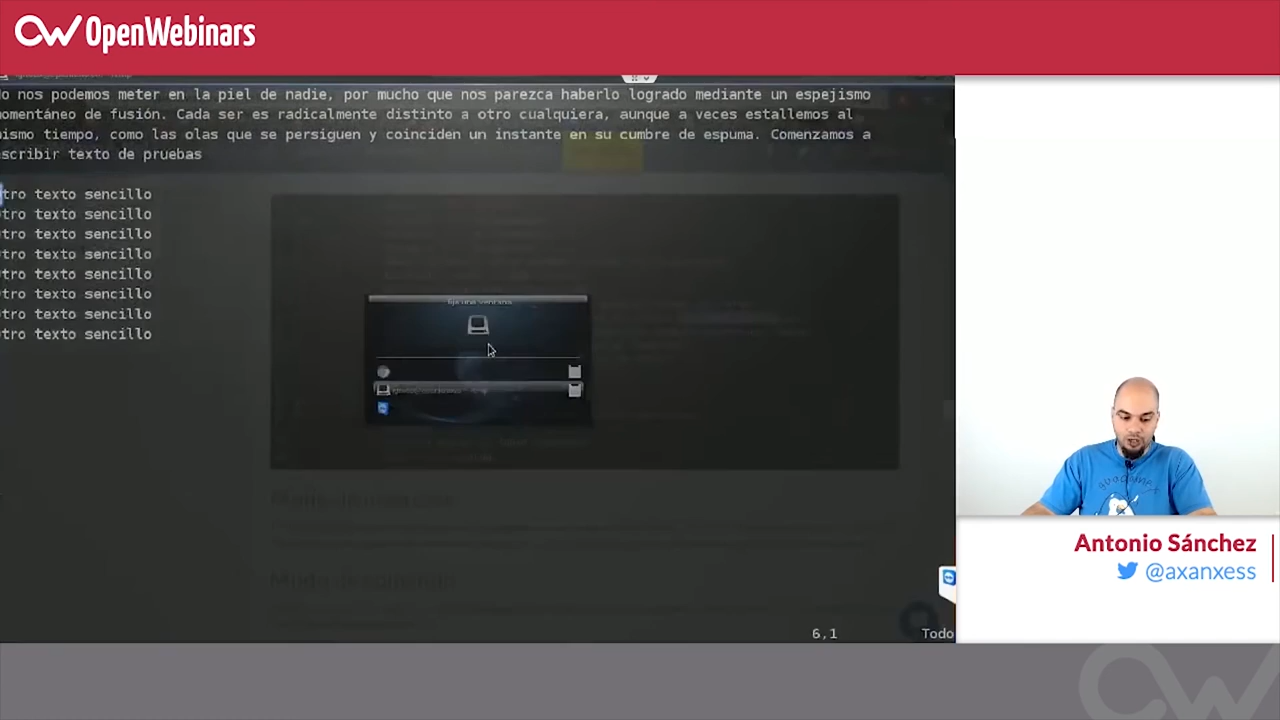 OpenWebinars
o nos podemos meter en la piel de nadie, por mucho que nos parezca haberlo logrado mediante un espejismo
omentáneo de fusión. Cada ser es radicalmente distinto a otro cualquiera, aunque a veces estallemos al
ismo tiempo, como las olas que se persiguen y coinciden un instante en su cumbre de espuma. Comenzamos a
scribir texto de pruebas
tro texto sencillo
tro texto sencillo
tro texto sencillo
tro texto sencillo
tro texto sencillo
tro texto sencillo
tro texto sencillo
tro texto sencillo
6,1 Todo
Antonio Sánchez
@axanxess